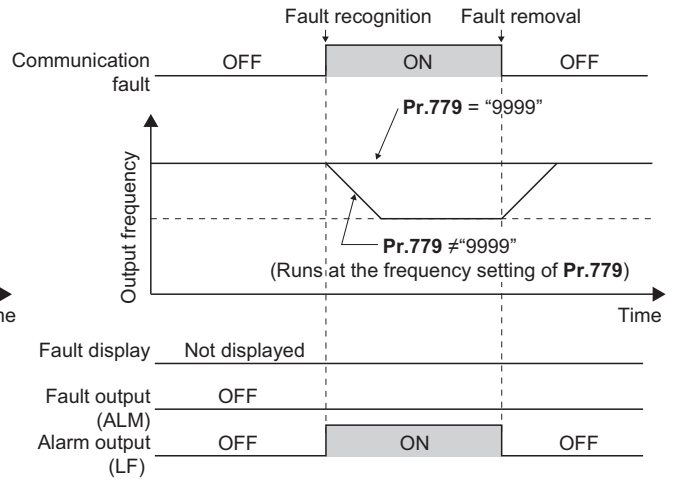 Fault recognition Fault removal
Communication fault OFF ON OFF
Pr.779 = "9999"
Output frequency
Pr.779 ≠"9999"
(Runs at the frequency setting of Pr.779)
Time
Fault display Not displayed
Fault output (ALM) OFF
Alarm output (LF) OFF ON OFF